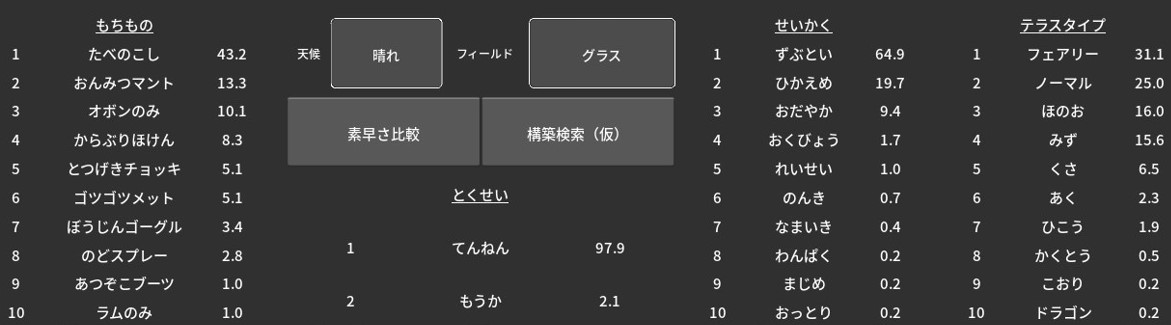 もちもの
1 たべのこし 43.2
2 おんみつマント 13.3
3 オボンのみ 10.1
4 からぶりほけん 8.3
5 とつげきチョッキ 5.1
6 ゴツゴツメット 5.1
7 ぼうじんゴーグル 3.4
8 のどスプレー 2.8
9 あつぞこブーツ 1.0
10 ラムのみ 1.0
天候 晴れ フィールド グラス
素早さ比較 構築検索（仮）
とくせい
1 てんねん 97.9
2 もうか 2.1
せいかく
1 ずぶとい 64.9
2 ひかえめ 19.7
3 おだやか 9.4
4 おくびょう 1.7
5 れいせい 1.0
6 のんき 0.7
7 なまいき 0.4
8 わんぱく 0.2
9 まじめ 0.2
10 おっとり 0.2
テラスタイプ
1 フェアリー 31.1
2 ノーマル 25.0
3 ほのお 16.0
4 みず 15.6
5 くさ 6.5
6 あく 2.3
7 ひこう 1.9
8 かくとう 0.5
9 こおり 0.2
10 ドラゴン 0.2